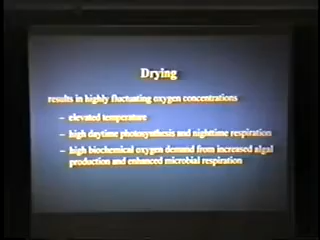 Drying
results in highly fluctuating oxygen concentrations
– elevated temperature
– high daytime photosynthesis and nighttime respiration
– high biochemical oxygen demand from increased algal
production and enhanced microbial respiration